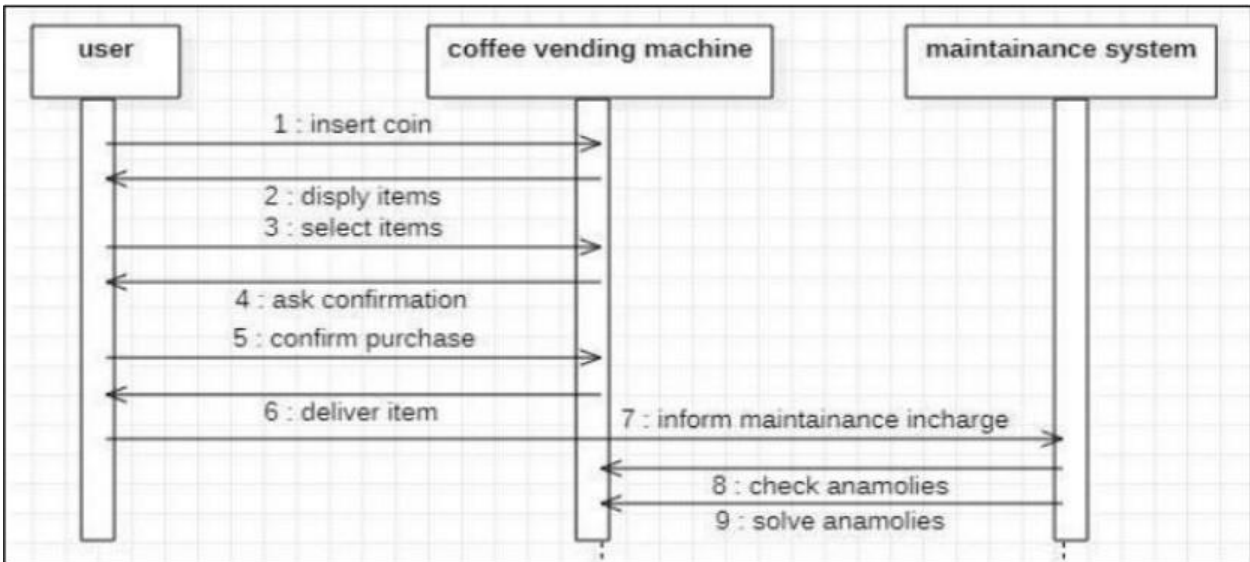 user
coffee vending machine
maintainance system
1 : insert coin
2 : disply items
3 : select items
4 : ask confirmation
5 : confirm purchase
6 : deliver item
7 : inform maintainance incharge
8 : check anamolies
9 : solve anamolies